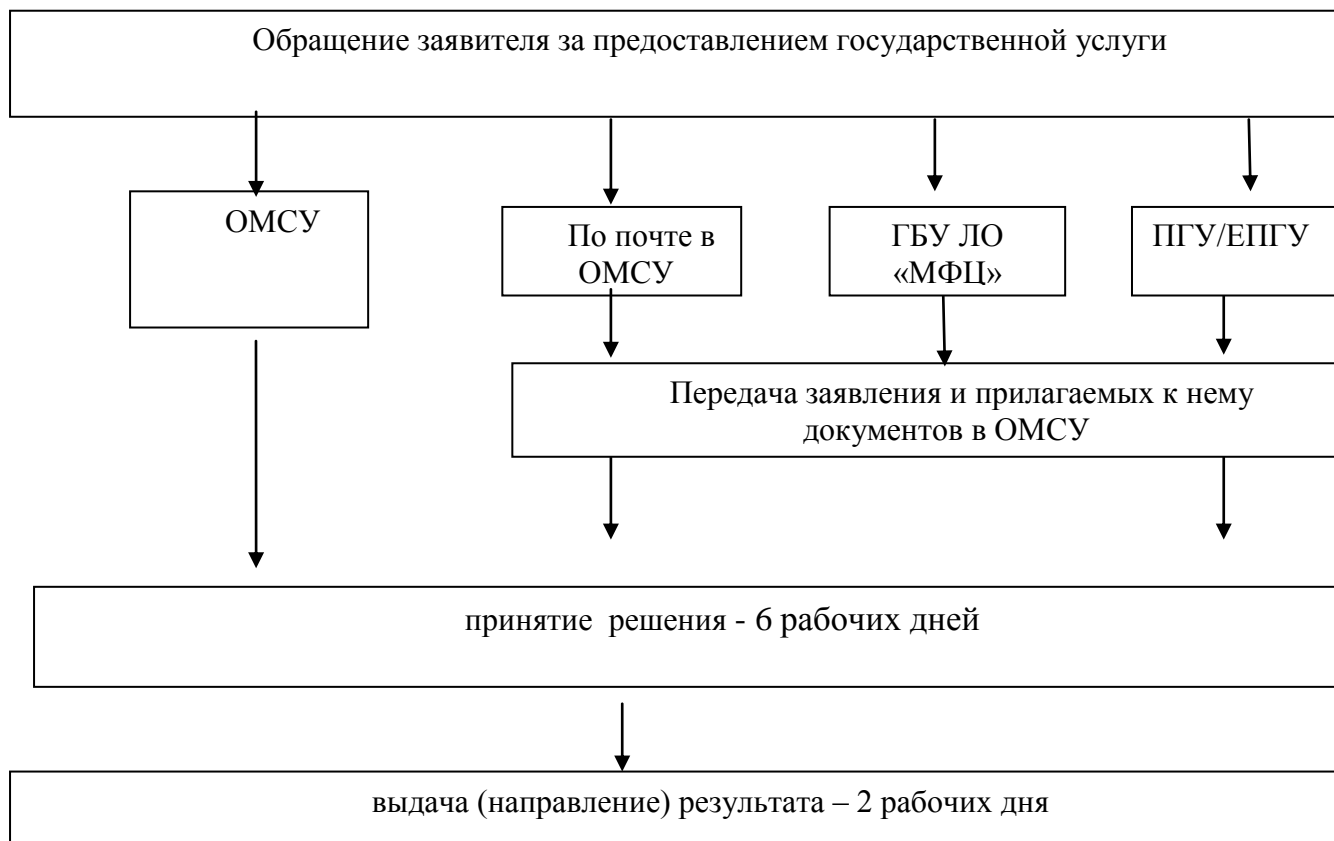 Обращение заявителя за предоставлением государственной услуги
ОМСУ
По почте в
ОМСУ
ГБУ ЛО
«МФЦ»
ПГУ/ЕПГУ
Передача заявления и прилагаемых к нему
документов в ОМСУ
принятие решения - 6 рабочих дней
выдача (направление) результата – 2 рабочих дня